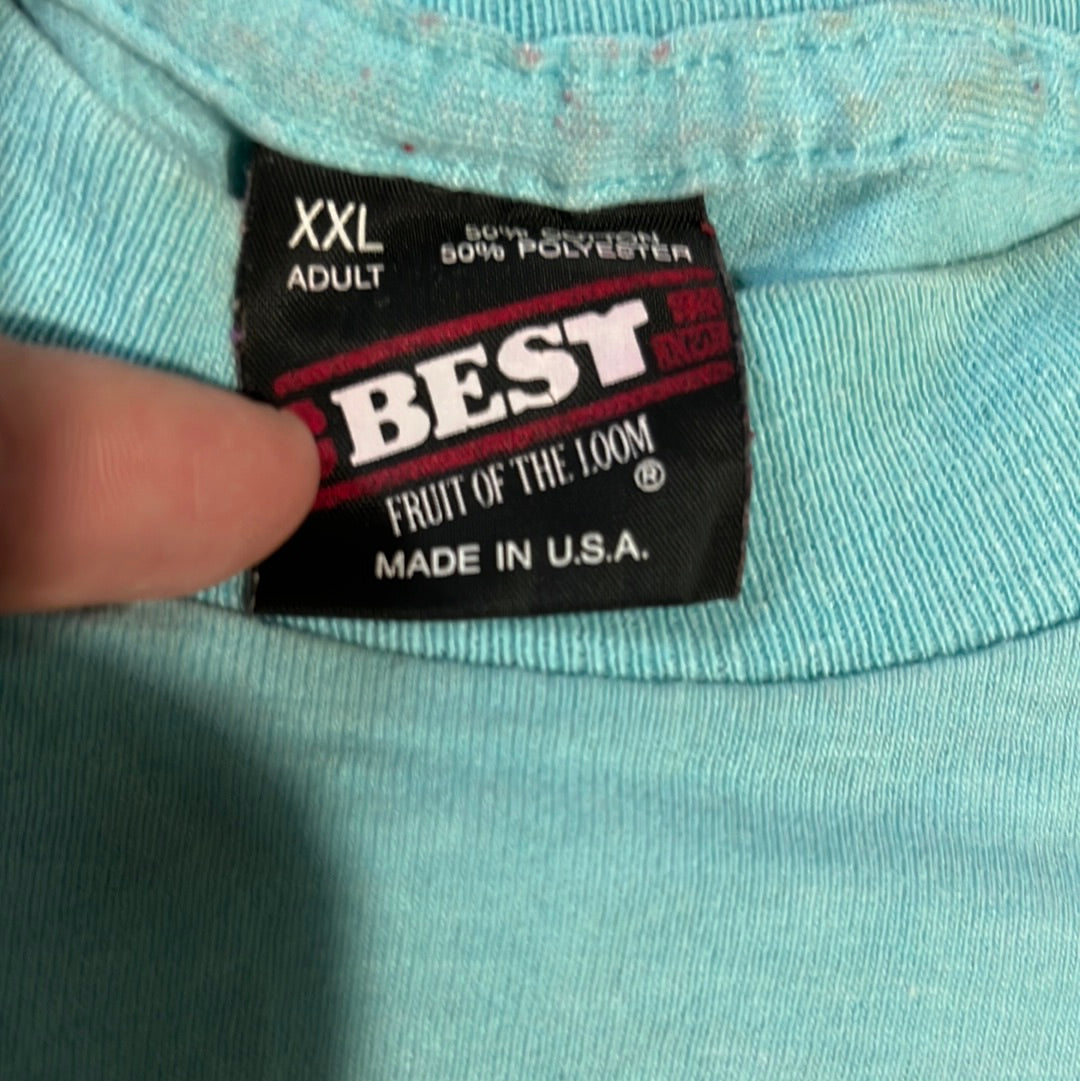 XXL
ADULT
50% COTTON
50% POLYESTER
BEST
FRUIT OF THE LOOM
®
MADE IN U.S.A.